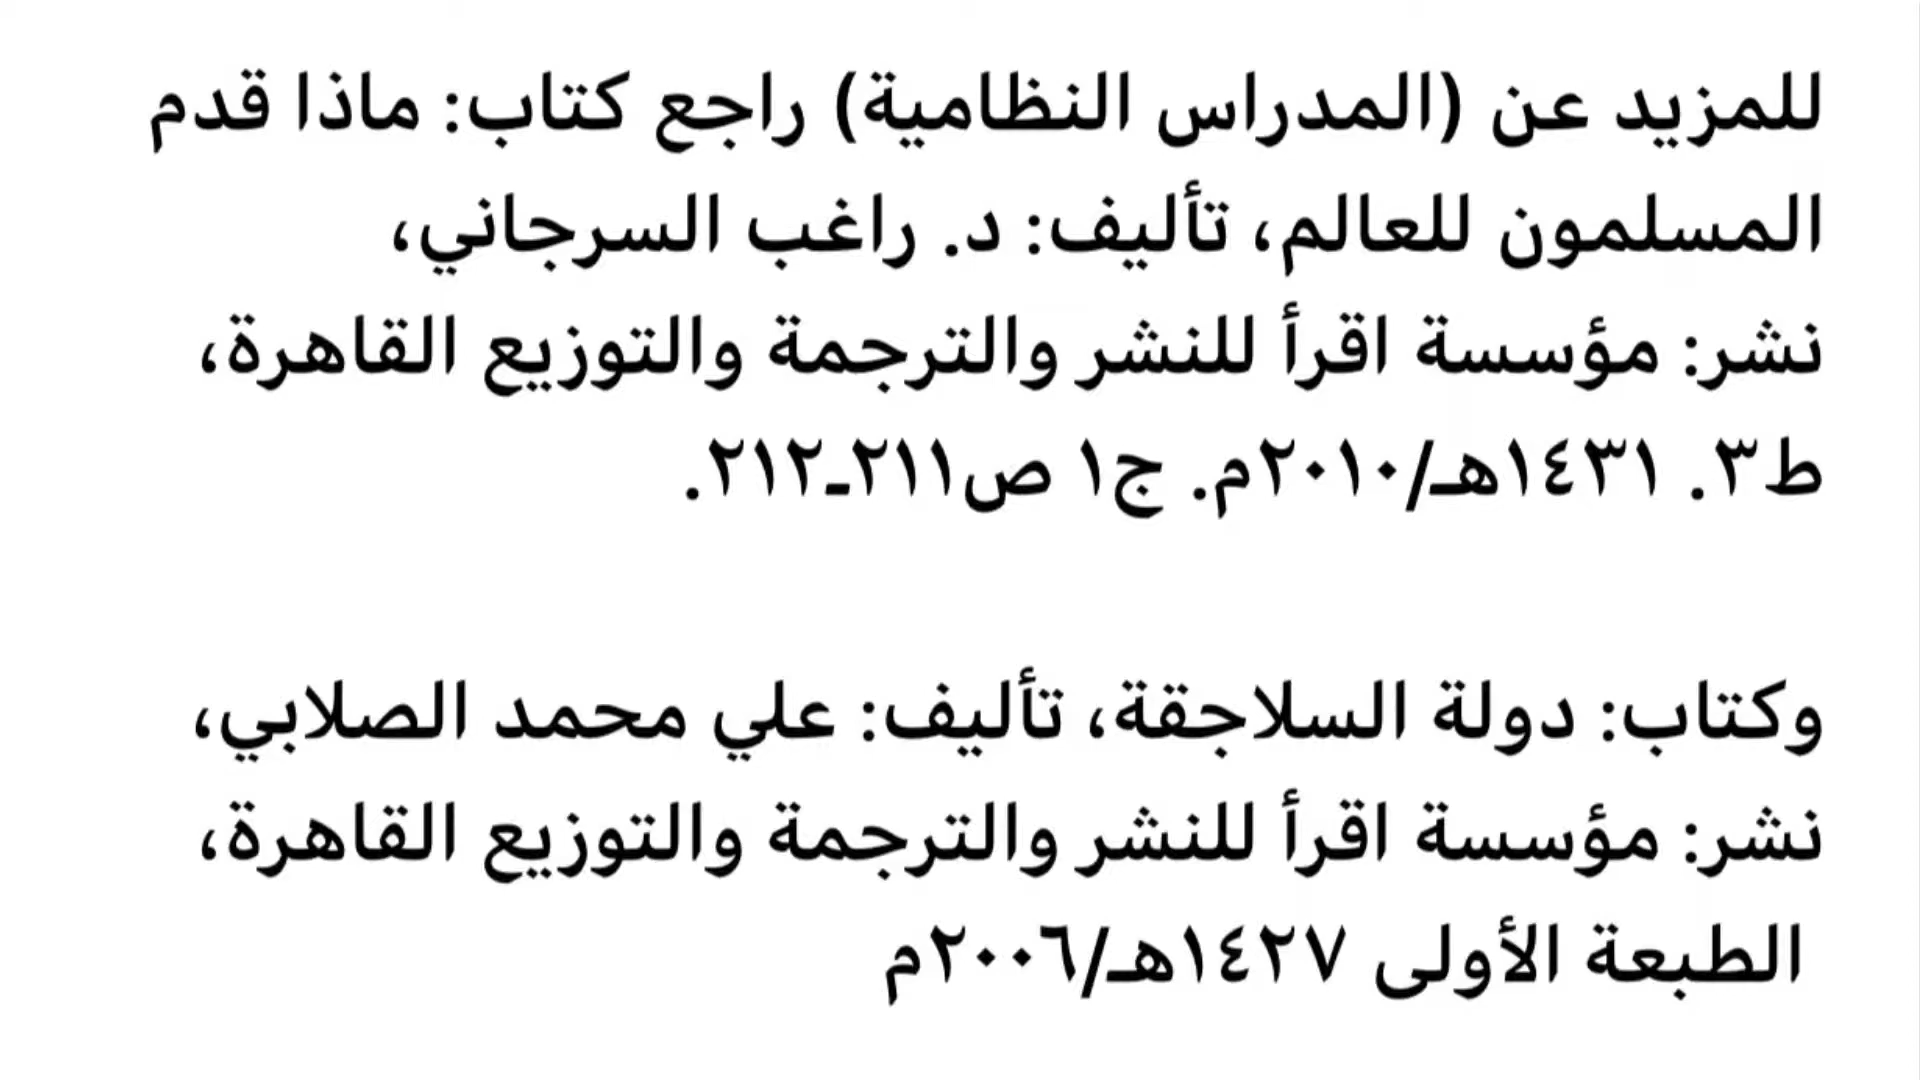 للمزيد عن (المدراس النظامية) راجع كتاب: ماذا قدم
المسلمون للعالم، تأليف: د. راغب السرجاني،
نشر: مؤسسة اقرأ للنشر والترجمة والتوزيع القاهرة،
ط٣. ١٤٣١هـ/٢٠١٠م. ج١ ص٢١١ـ٢١٢.
وكتاب: دولة السلاجقة، تأليف: علي محمد الصلابي،
نشر: مؤسسة اقرأ للنشر والترجمة والتوزيع القاهرة،
الطبعة الأولى ١٤٢٧هـ/٢٠٠٦م